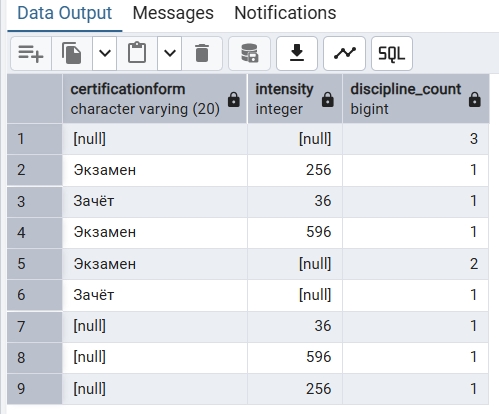 Data Output Messages Notifications
SQL
certificationform intensity discipline_count
character varying (20) integer bigint
1 [null] [null] 3
2 Экзамен 256 1
3 Зачёт 36 1
4 Экзамен 596 1
5 Экзамен [null] 2
6 Зачёт [null] 1
7 [null] 36 1
8 [null] 596 1
9 [null] 256 1